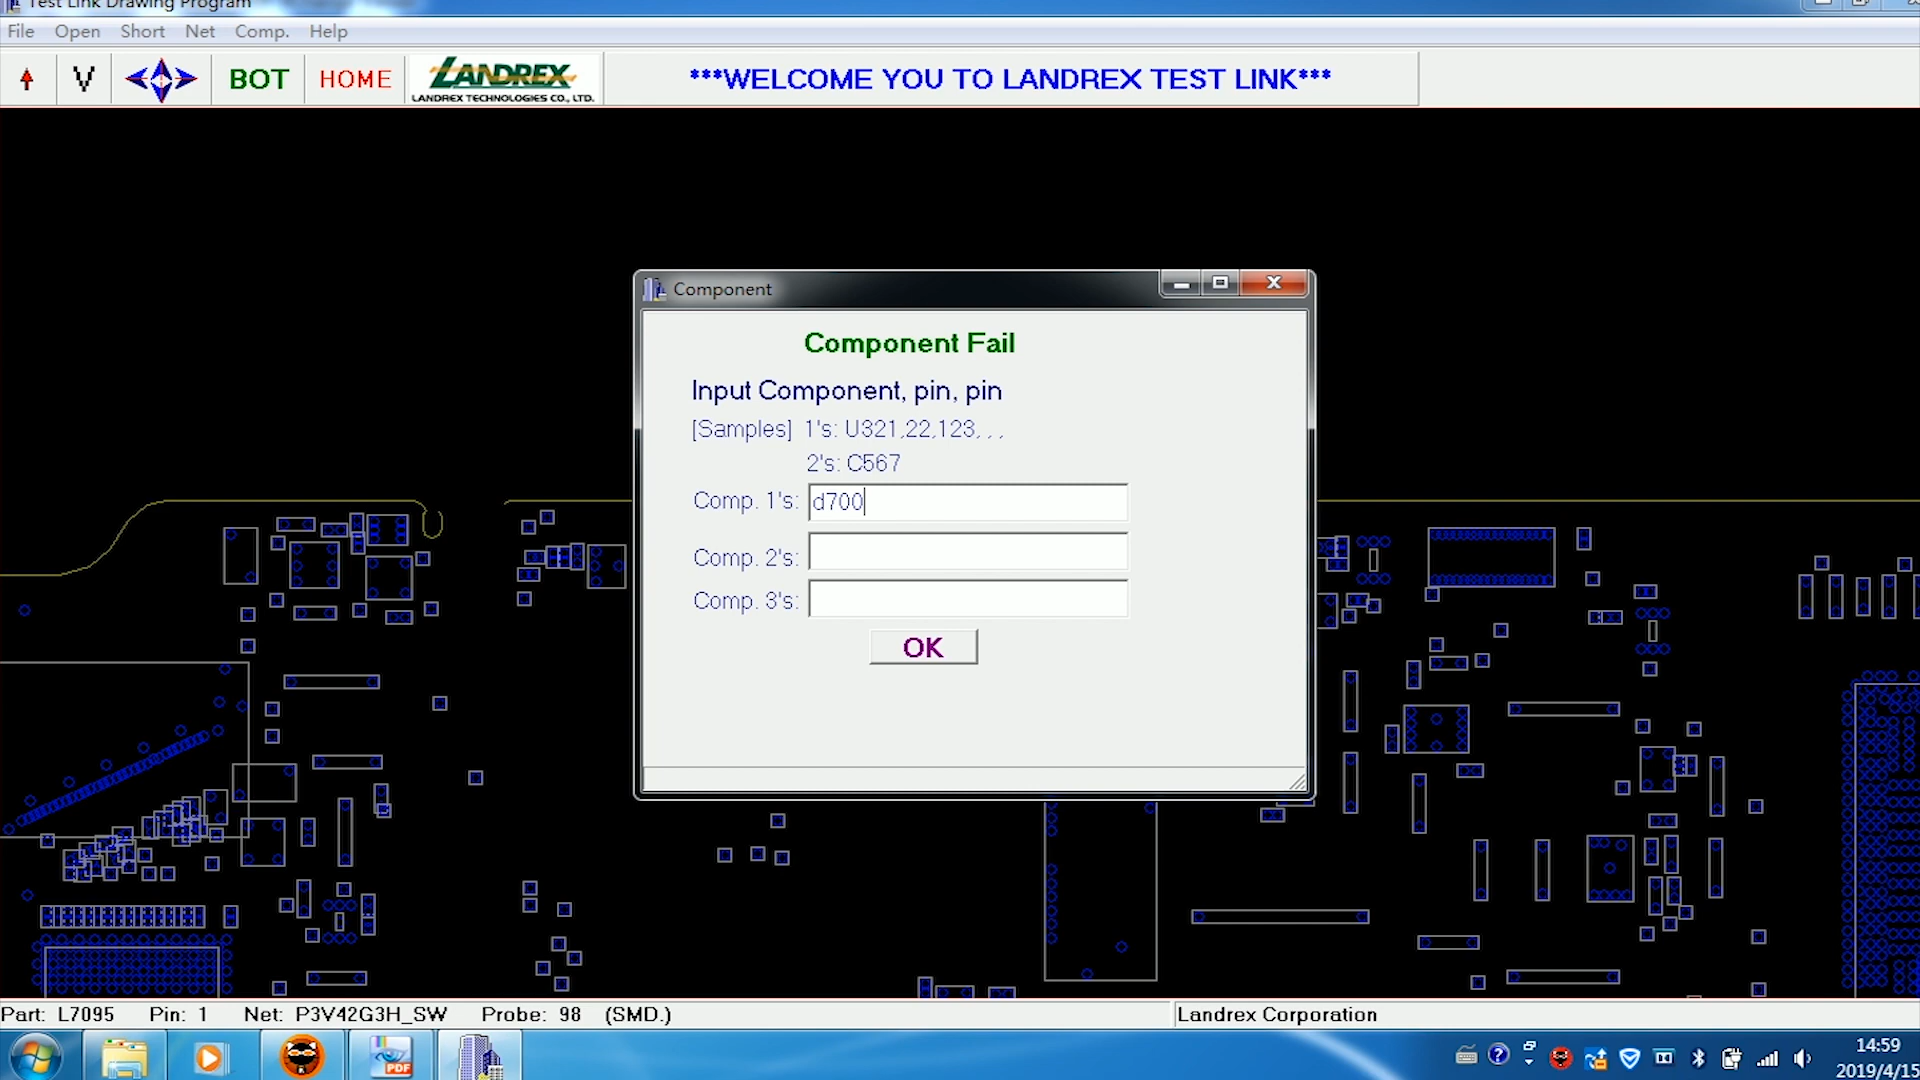 Test Link Drawing Program
File Open Short Net Comp. Help
V BOT HOME LANDREX ***WELCOME YOU TO LANDREX TEST LINK***
LANDREX TECHNOLOGIES CO., LTD.
Component
Component Fail
Input Component, pin, pin
[Samples] 1's: U321,22,123, , ,
2's: C567
Comp. 1's: d700
Comp. 2's:
Comp. 3's:
OK
Part: L7095 Pin: 1 Net: P3V42G3H_SW Probe: 98 (SMD.) Landrex Corporation
PDF
14:59
2019/4/15